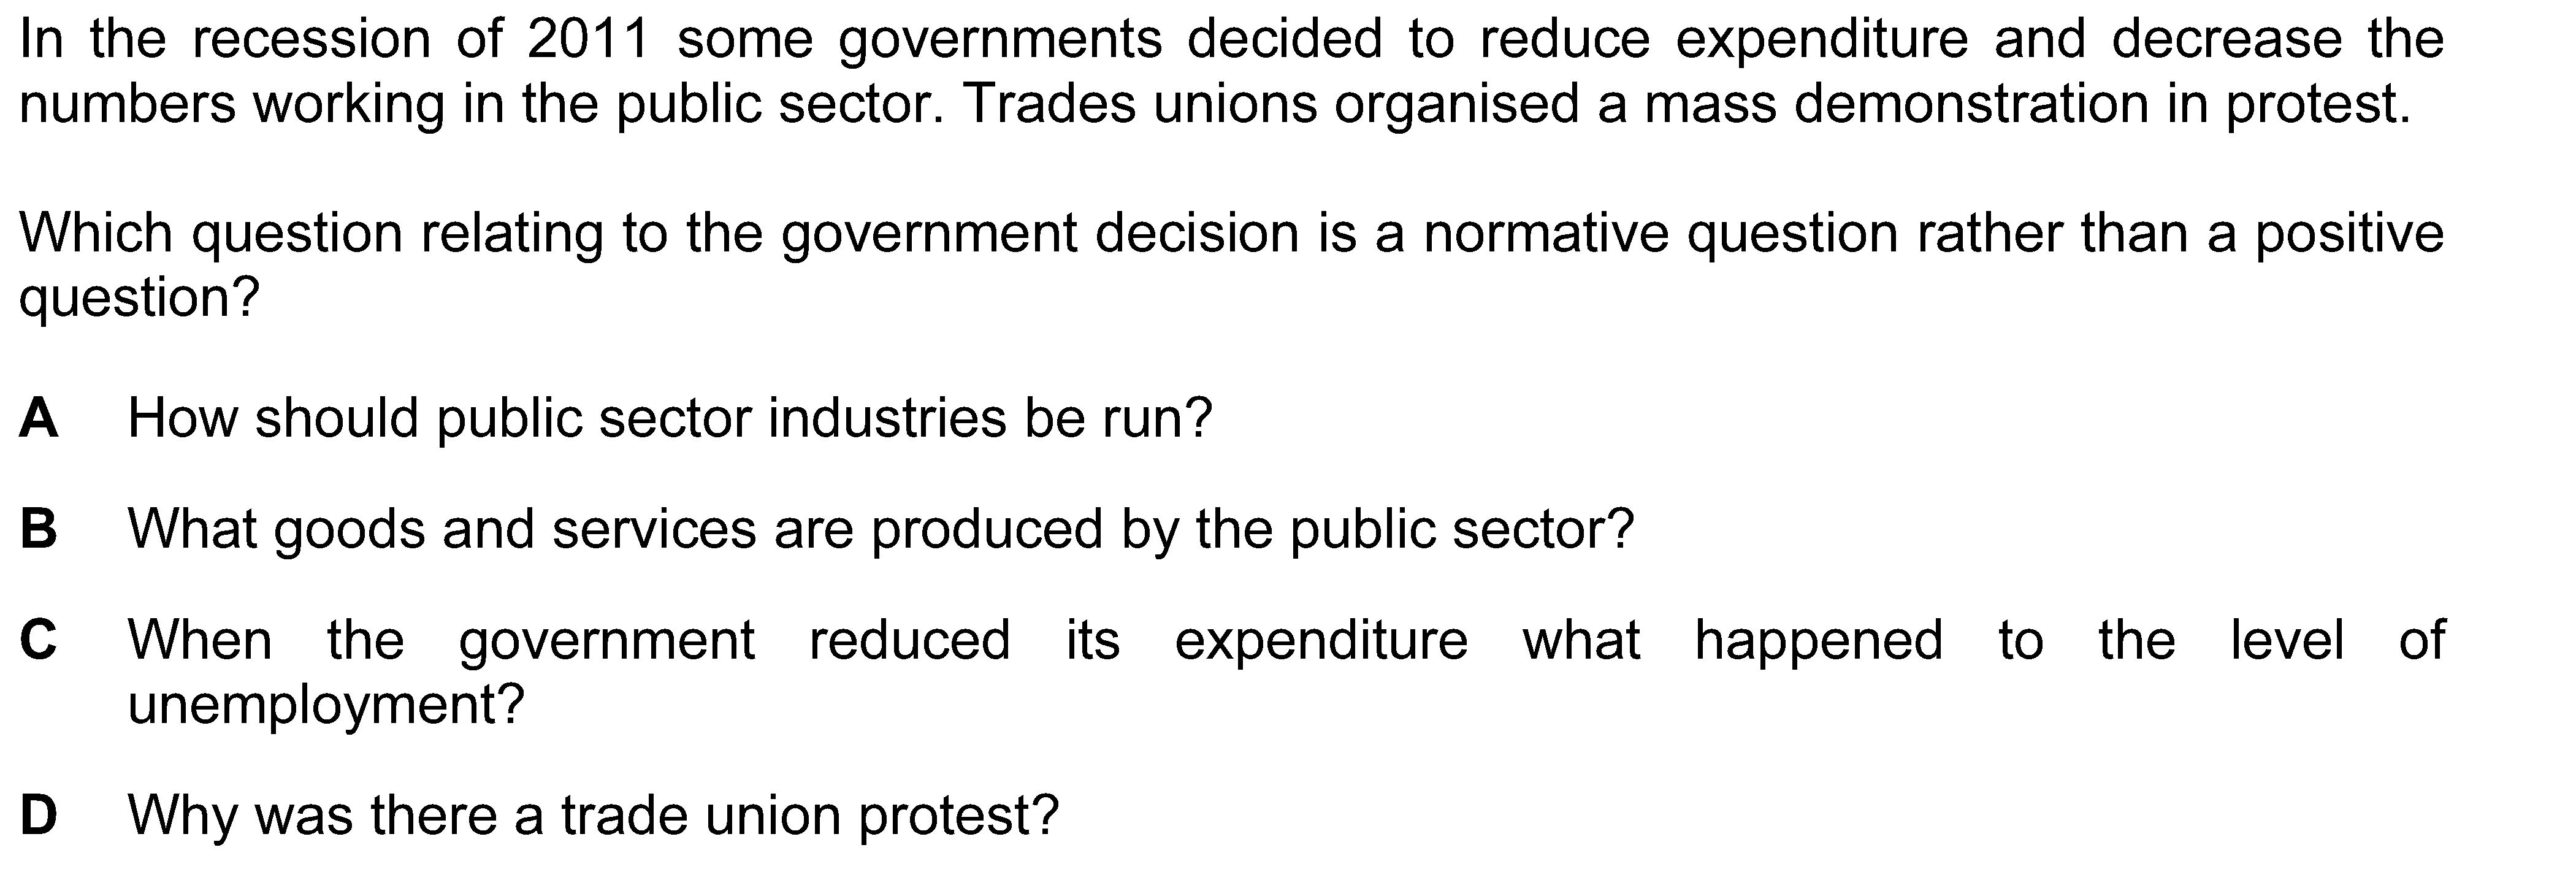 In the recession of 2011 some governments decided to reduce expenditure and decrease the
numbers working in the public sector. Trades unions organised a mass demonstration in protest.
Which question relating to the government decision is a normative question rather than a positive
question?
A How should public sector industries be run?
B What goods and services are produced by the public sector?
C When the government reduced its expenditure what happened to the level of
unemployment?
D Why was there a trade union protest?